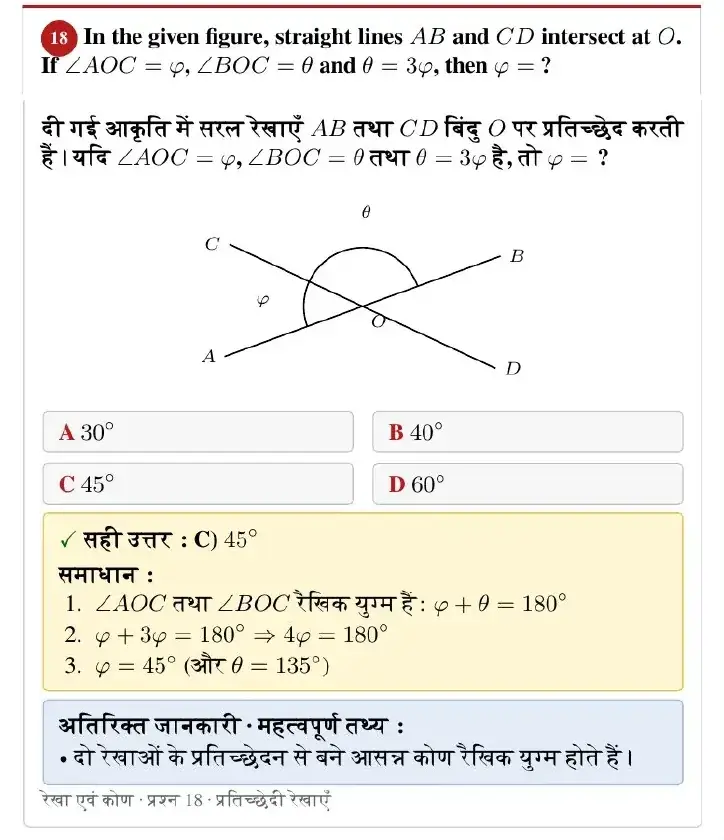 18 In the given figure, straight lines AB and CD intersect at O.
If ∠AOC = φ, ∠BOC = θ and θ = 3φ, then φ = ?
दी गई आकृति में सरल रेखाएँ AB तथा CD बिंदु O पर प्रतिच्छेद करती
हैं। यदि ∠AOC = φ, ∠BOC = θ तथा θ = 3φ है, तो φ = ?
θ
C
B
φ
O
A
D
A 30°
B 40°
C 45°
D 60°
✓ सही उत्तर : C) 45°
समाधान :
1. ∠AOC तथा ∠BOC रैखिक युग्म हैं : φ + θ = 180°
2. φ + 3φ = 180° ⇒ 4φ = 180°
3. φ = 45° (और θ = 135°)
अतिरिक्त जानकारी · महत्वपूर्ण तथ्य :
• दो रेखाओं के प्रतिच्छेदन से बने आसन्न कोण रैखिक युग्म होते हैं।
रेखा एवं कोण · प्रश्न 18 · प्रतिच्छेदी रेखाएँ